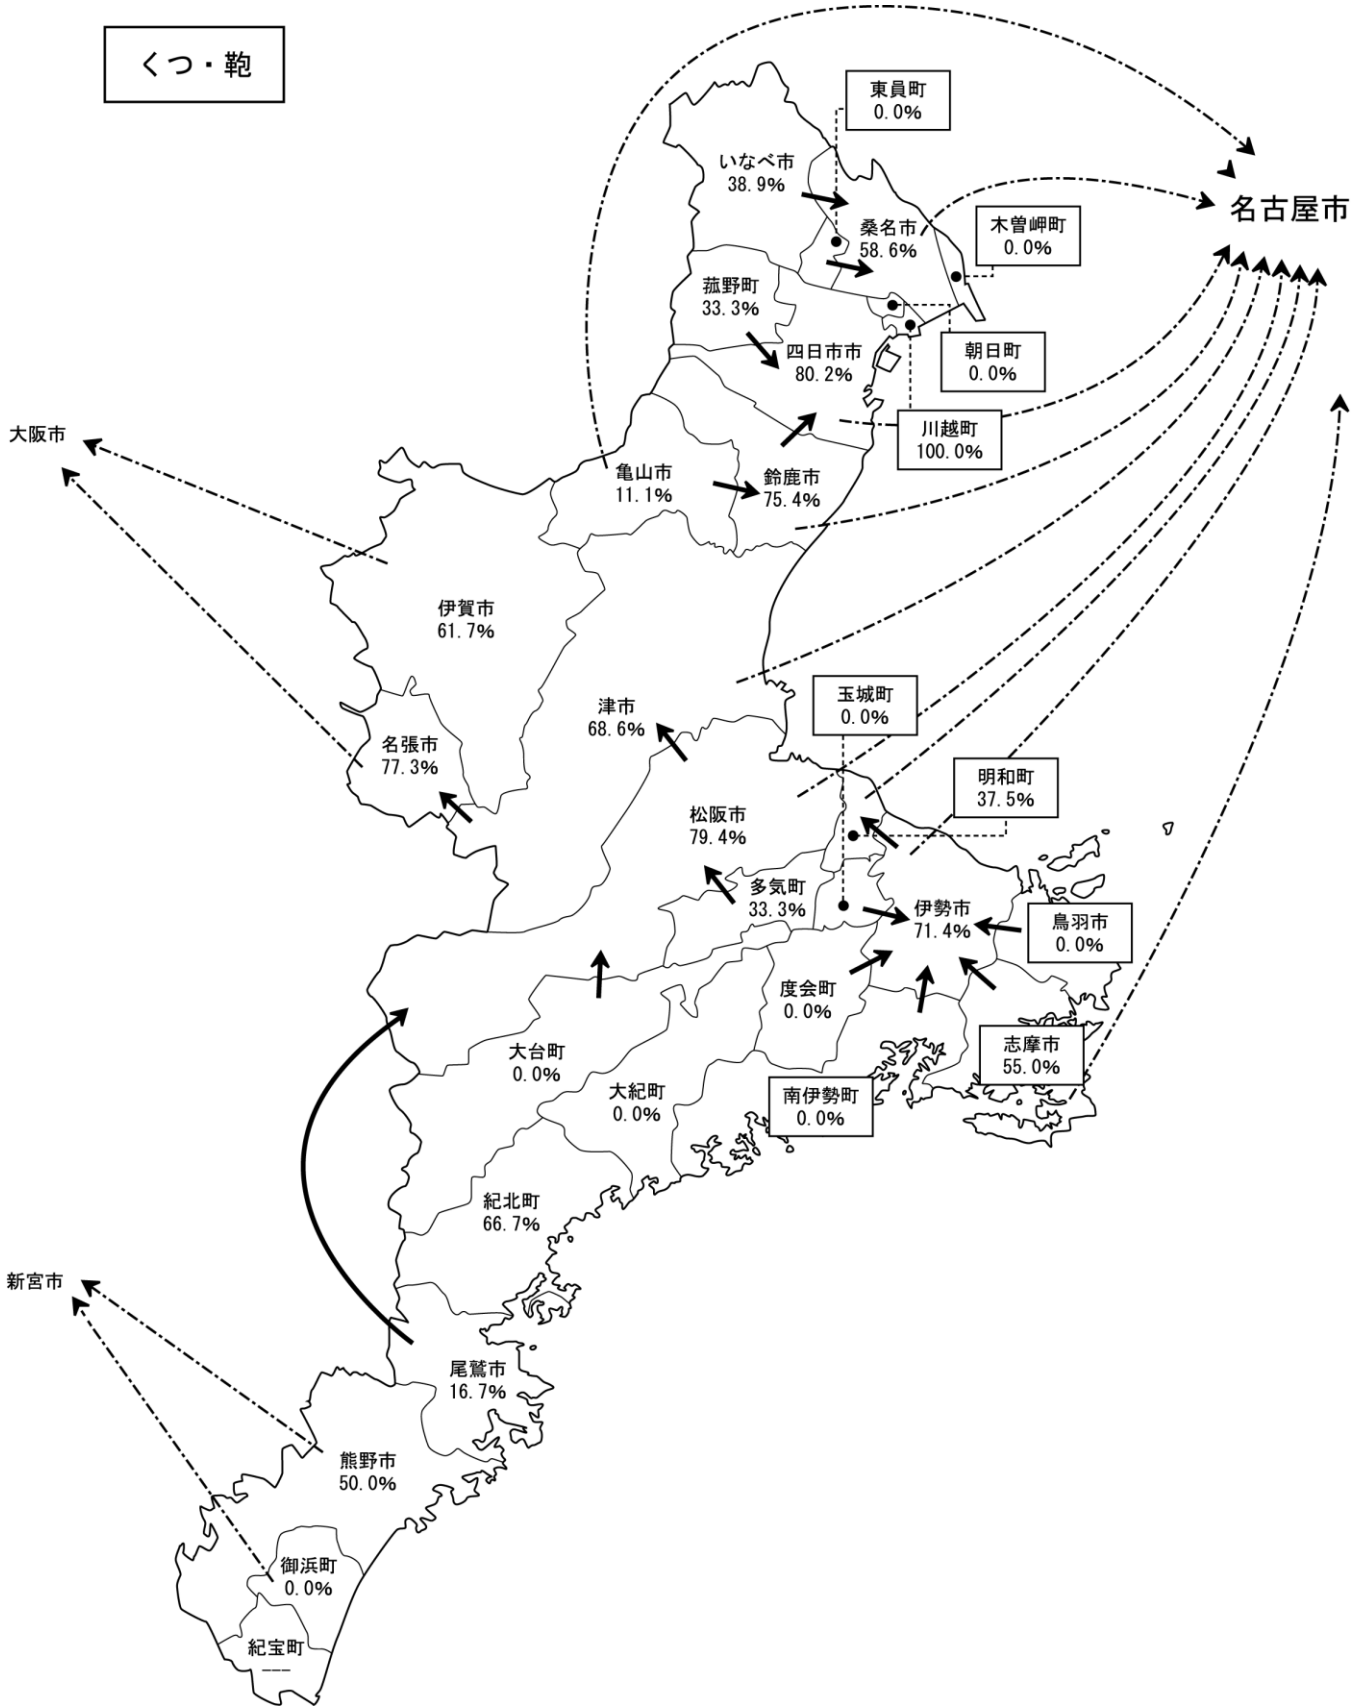 くつ・鞄
東員町
0.0%
いなべ市
38.9%
名古屋市
桑名市
58.6%
木曽岬町
0.0%
菰野町
33.3%
四日市市
80.2%
朝日町
0.0%
川越町
100.0%
大阪市
亀山市
11.1%
鈴鹿市
75.4%
伊賀市
61.7%
玉城町
0.0%
津市
68.6%
名張市
77.3%
明和町
37.5%
松阪市
79.4%
多気町
33.3%
伊勢市
71.4%
鳥羽市
0.0%
度会町
0.0%
大台町
0.0%
志摩市
55.0%
大紀町
0.0%
南伊勢町
0.0%
紀北町
66.7%
新宮市
尾鷲市
16.7%
熊野市
50.0%
御浜町
0.0%
紀宝町
---